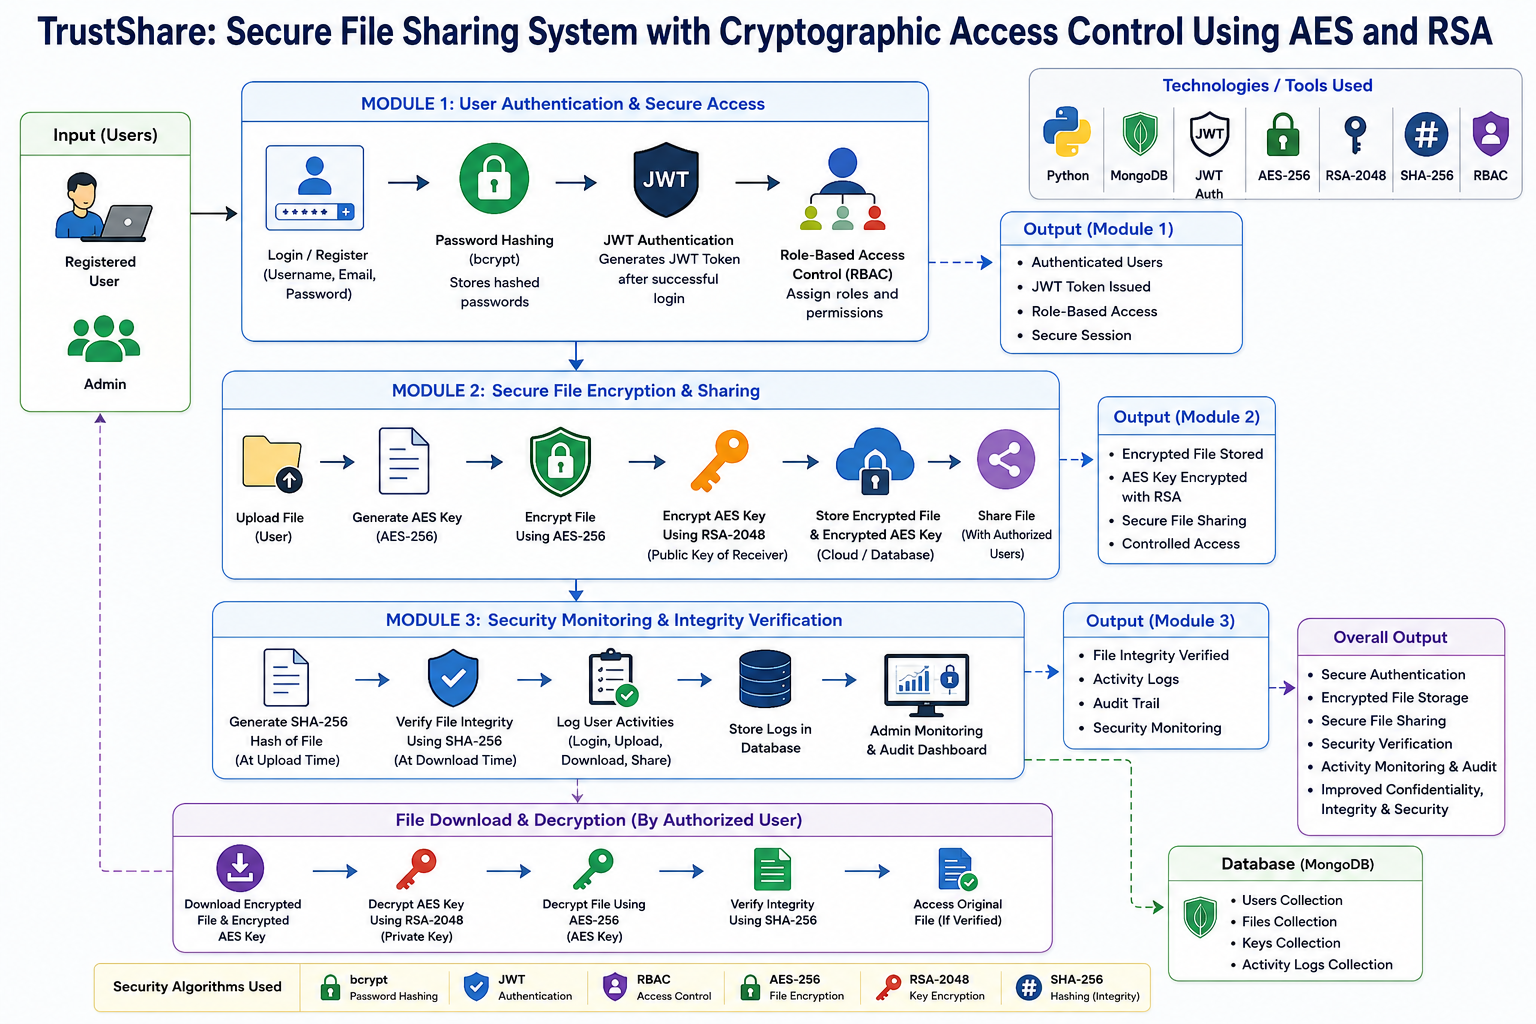 TrustShare: Secure File Sharing System with Cryptographic Access Control Using AES and RSA
Input (Users)
Registered
User
Admin
MODULE 1: User Authentication & Secure Access
Login / Register
(Username, Email,
Password)
Password Hashing
(bcrypt)
Stores hashed
passwords
JWT
JWT Authentication
Generates JWT Token
after successful
login
Role-Based Access
Control (RBAC)
Assign roles and
permissions
Technologies / Tools Used
Python
MongoDB
JWT
JWT
Auth
AES-256
RSA-2048
#
SHA-256
RBAC
Output (Module 1)
• Authenticated Users
• JWT Token Issued
• Role-Based Access
• Secure Session
MODULE 2: Secure File Encryption & Sharing
Upload File
(User)
Generate AES Key
(AES-256)
Encrypt File
Using AES-256
Encrypt AES Key
Using RSA-2048
(Public Key of Receiver)
Store Encrypted File
& Encrypted AES Key
(Cloud / Database)
Share File
(With Authorized
Users)
Output (Module 2)
• Encrypted File Stored
• AES Key Encrypted
with RSA
• Secure File Sharing
• Controlled Access
MODULE 3: Security Monitoring & Integrity Verification
Generate SHA-256
Hash of File
(At Upload Time)
Verify File Integrity
Using SHA-256
(At Download Time)
Log User Activities
(Login, Upload,
Download, Share)
Store Logs in
Database
Admin Monitoring
& Audit Dashboard
Output (Module 3)
• File Integrity Verified
• Activity Logs
• Audit Trail
• Security Monitoring
Overall Output
• Secure Authentication
• Encrypted File Storage
• Secure File Sharing
• Security Verification
• Activity Monitoring & Audit
• Improved Confidentiality,
Integrity & Security
File Download & Decryption (By Authorized User)
Download Encrypted
File & Encrypted
AES Key
Decrypt AES Key
Using RSA-2048
(Private Key)
Decrypt File Using
AES-256
(AES Key)
Verify Integrity
Using SHA-256
Access Original
File (If Verified)
Database (MongoDB)
• Users Collection
• Files Collection
• Keys Collection
• Activity Logs Collection
Security Algorithms Used
bcrypt
Password Hashing
JWT
Authentication
RBAC
Access Control
AES-256
File Encryption
RSA-2048
Key Encryption
#
SHA-256
Hashing (Integrity)